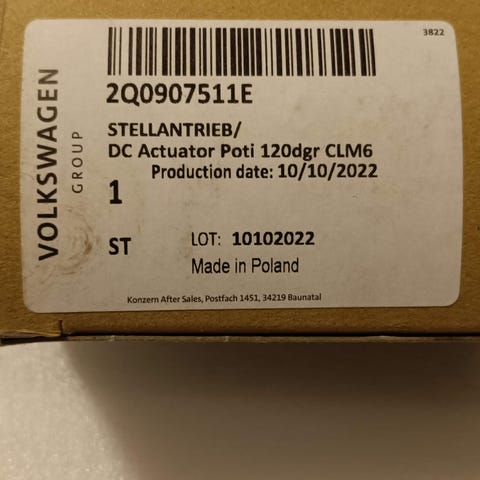 3822
VOLKSWAGEN
GROUP
2Q0907511E
STELLANTRIEB/
DC Actuator Poti 120dgr CLM6
Production date: 10/10/2022
1
ST
LOT: 10102022
Made in Poland
Konzern After Sales, Postfach 1451, 34219 Baunatal